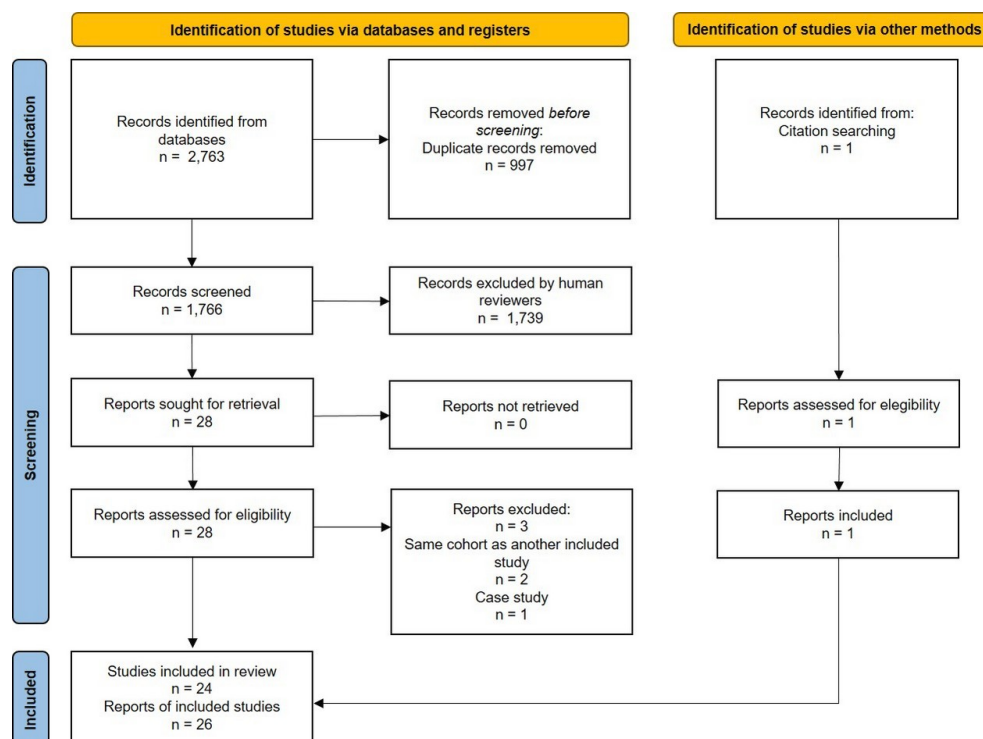 Identification of studies via databases and registers
Identification of studies via other methods
Identification
Records identified from
databases
n = 2,763
Records removed before
screening:
Duplicate records removed
n = 997
Records identified from:
Citation searching
n = 1
Screening
Records screened
n = 1,766
Records excluded by human
reviewers
n = 1,739
Reports sought for retrieval
n = 28
Reports not retrieved
n = 0
Reports assessed for elegibility
n = 1
Reports assessed for eligibility
n = 28
Reports excluded:
n = 3
Same cohort as another included
study
n = 2
Case study
n = 1
Reports included
n = 1
Included
Studies included in review
n = 24
Reports of included studies
n = 26